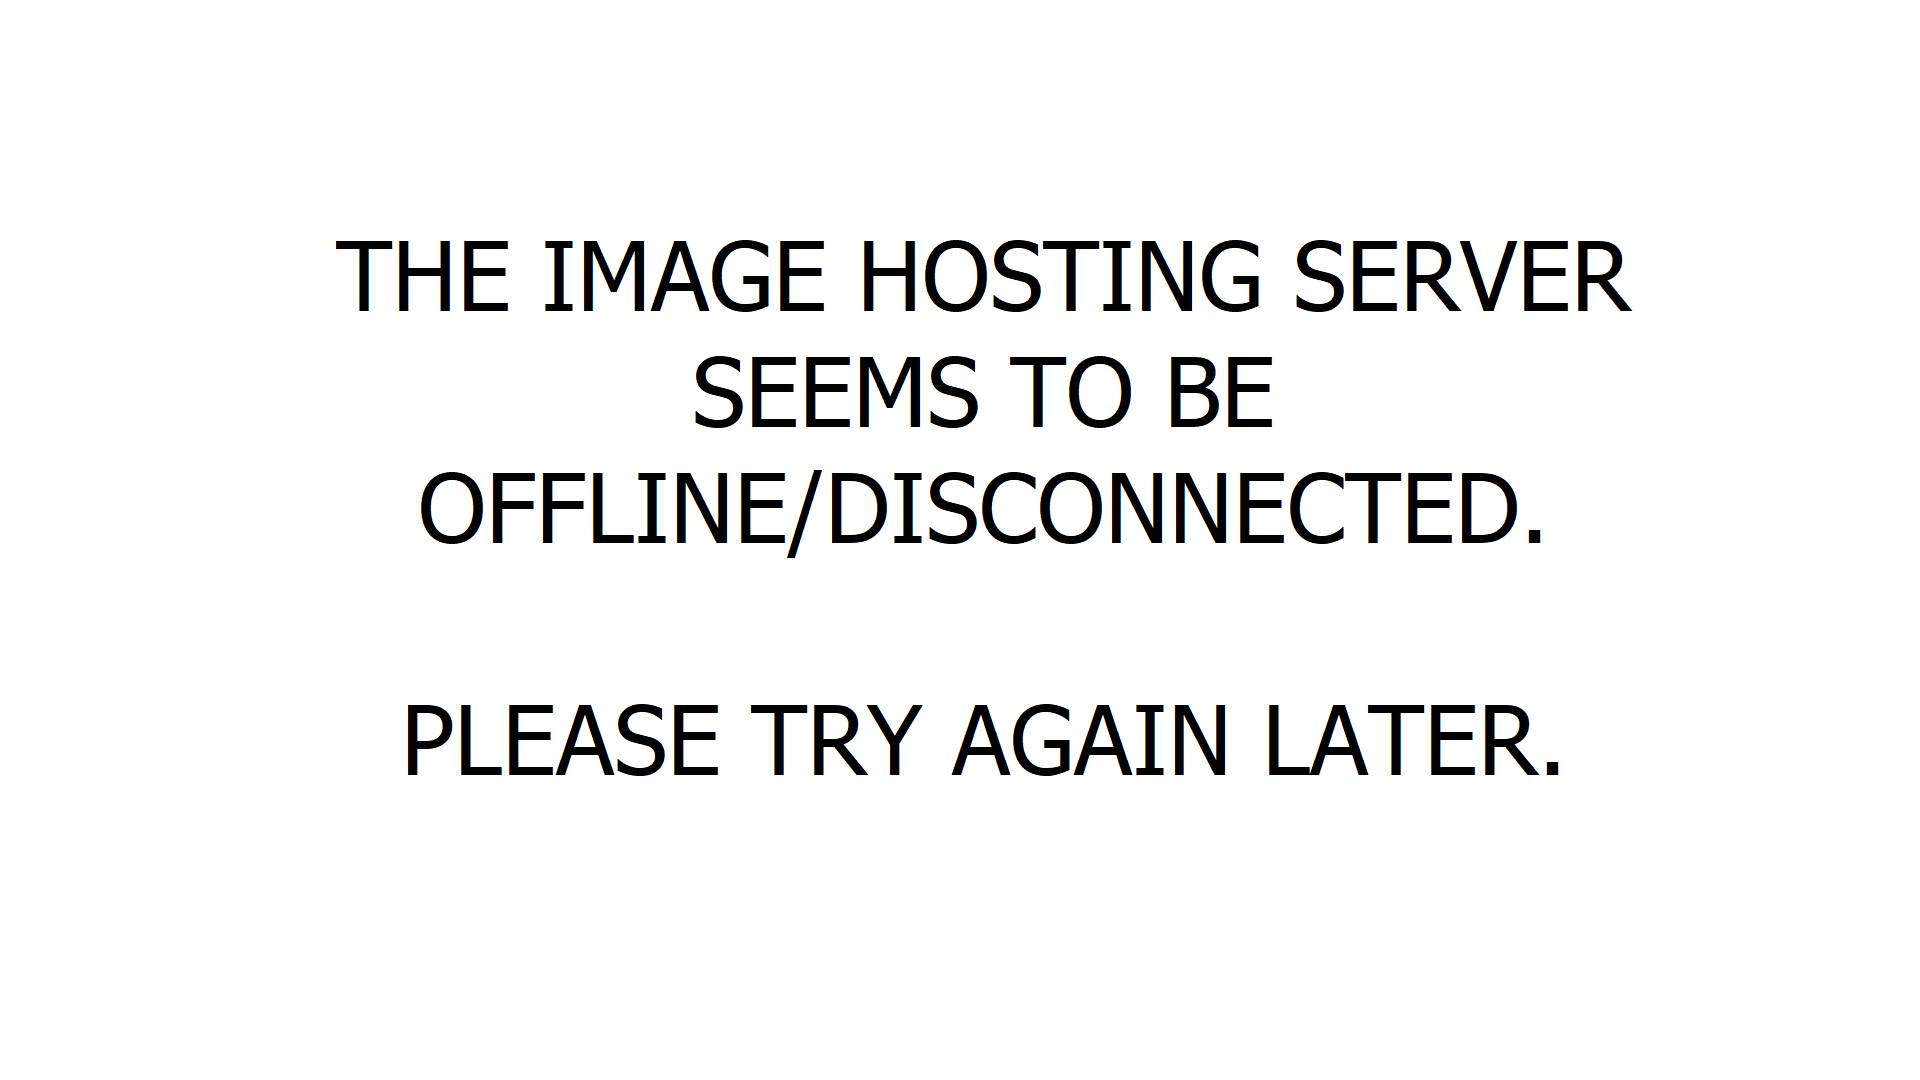 THE IMAGE HOSTING SERVER
SEEMS TO BE
OFFLINE/DISCONNECTED.
PLEASE TRY AGAIN LATER.